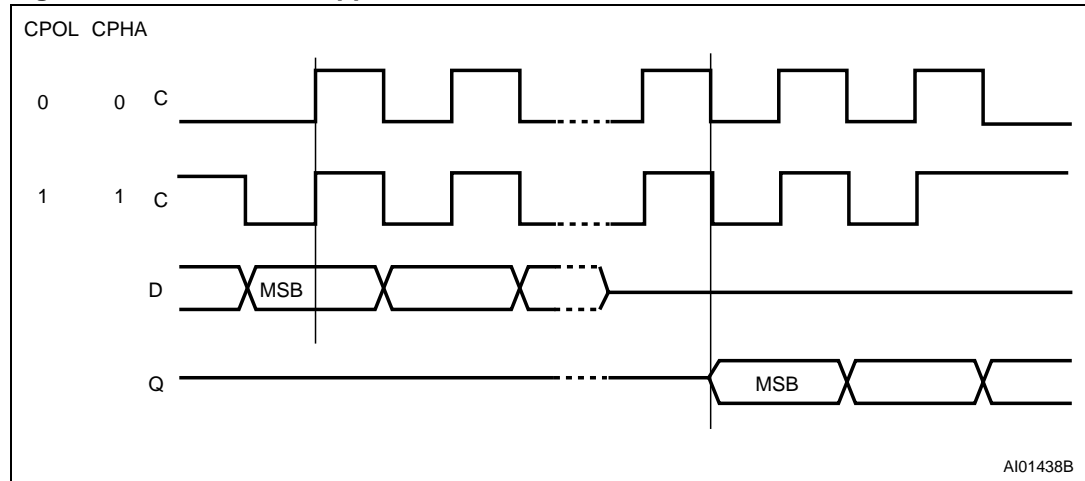 CPOL CPHA
0 0 C
1 1 C
D MSB
Q MSB
AI01438B